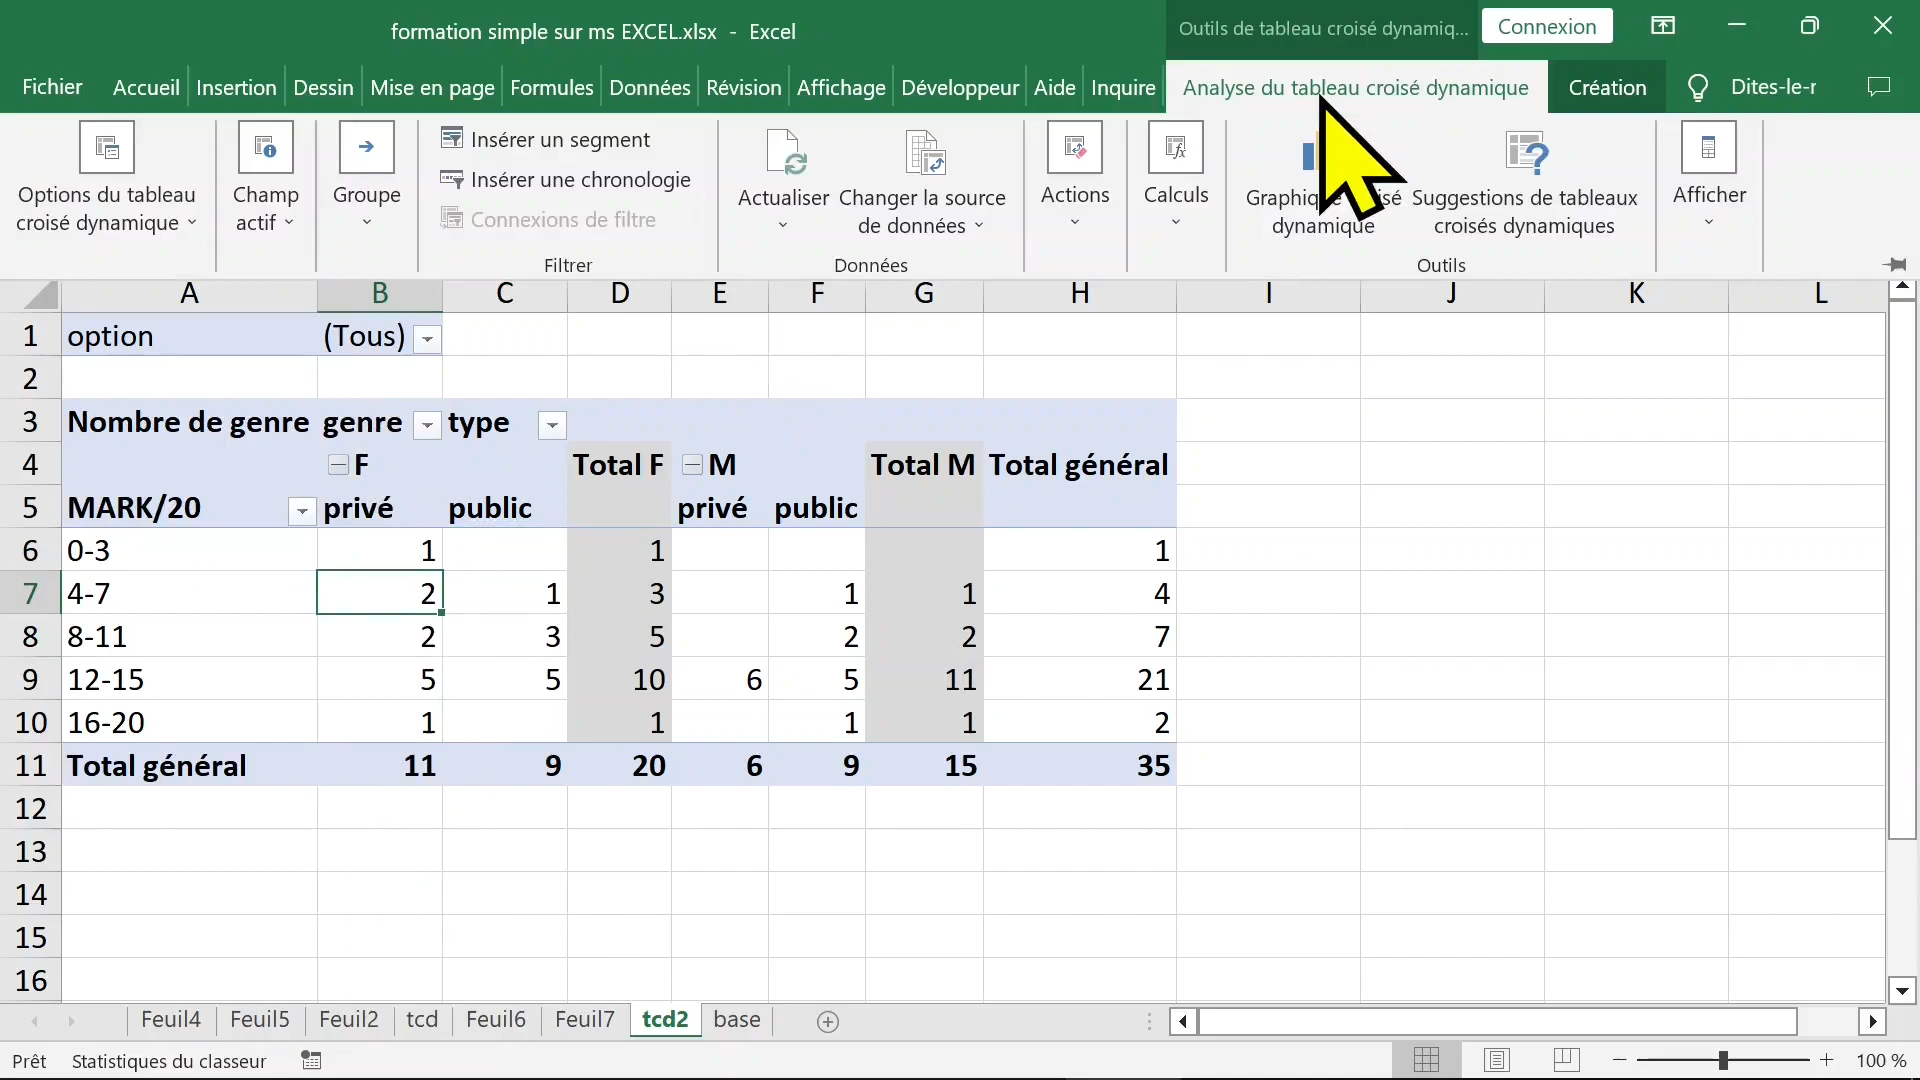 formation simple sur ms EXCEL.xlsx - Excel
Outils de tableau croisé dynamiq...
Connexion
Fichier Accueil Insertion Dessin Mise en page Formules Données Révision Affichage Développeur Aide Inquire Analyse du tableau croisé dynamique Création Dites-le-r
Options du tableau croisé dynamique
Champ actif
Groupe
Insérer un segment
Insérer une chronologie
Connexions de filtre
Filtrer
Actualiser
Changer la source de données
Données
Actions
Calculs
dynamique
Suggestions de tableaux croisés dynamiques
Outils
Afficher
A B C D E F G H I J K L
1 option (Tous)
2
3 Nombre de genre genre type
4 F Total F M Total M Total général
5 MARK/20 privé public privé public
6 0-3 1 1 1
7 4-7 2 1 3 1 1 4
8 8-11 2 3 5 2 2 7
9 12-15 5 5 10 6 5 11 21
10 16-20 1 1 1 1 2
11 Total général 11 9 20 6 9 15 35
12
13
14
15
16
Feuil4 Feuil5 Feuil2 tcd Feuil6 Feuil7 tcd2 base
Prêt Statistiques du classeur 100 %